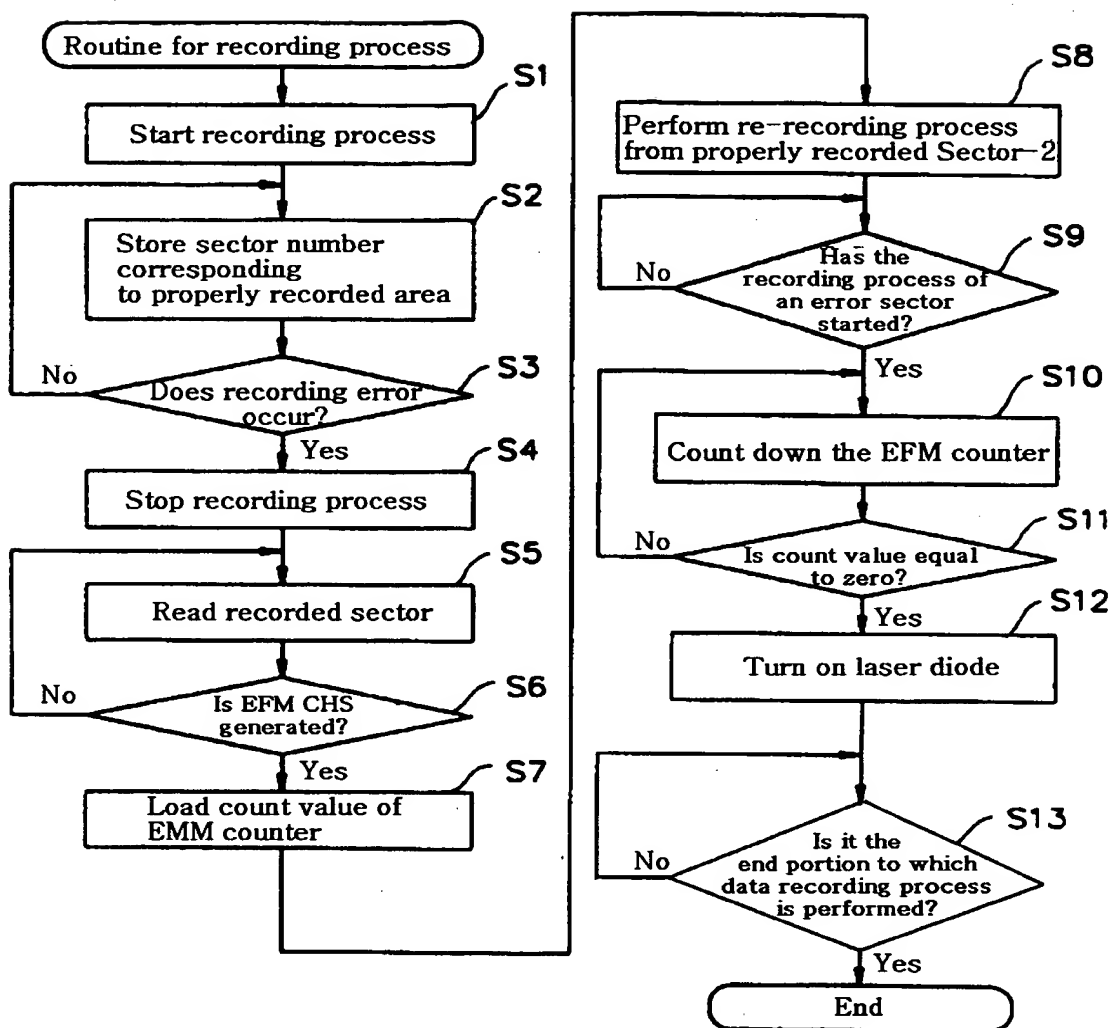 Routine for recording process
S1
Start recording process
S2
Store sector number
corresponding
to properly recorded area
No
S3
Does recording error
occur?
Yes
S4
Stop recording process
S5
Read recorded sector
No
S6
Is EFM CHS
generated?
Yes
S7
Load count value of
EMM counter
S8
Perform re-recording process
from properly recorded Sector-2
S9
Has the
No
recording process of
an error sector
started?
Yes
S10
Count down the EFM counter
S11
No
Is count value equal
to zero?
Yes
S12
Turn on laser diode
S13
Is it the
No
end portion to which
data recording process
is performed?
Yes
End